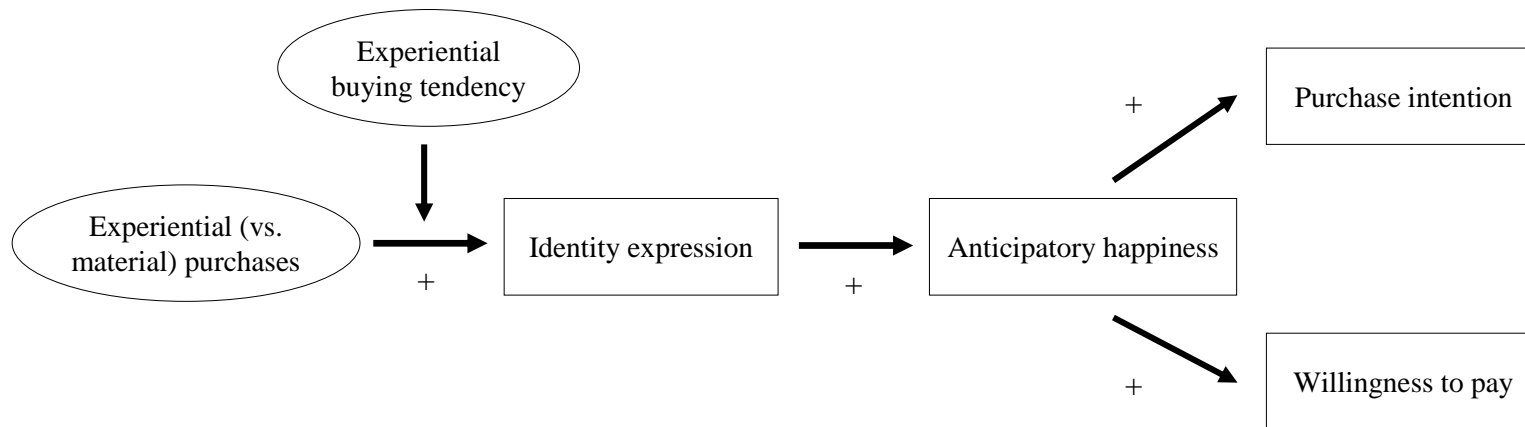 Experiential
buying tendency
+
Purchase intention
Experiential (vs.
material) purchases
+
Identity expression
+
Anticipatory happiness
+
Willingness to pay